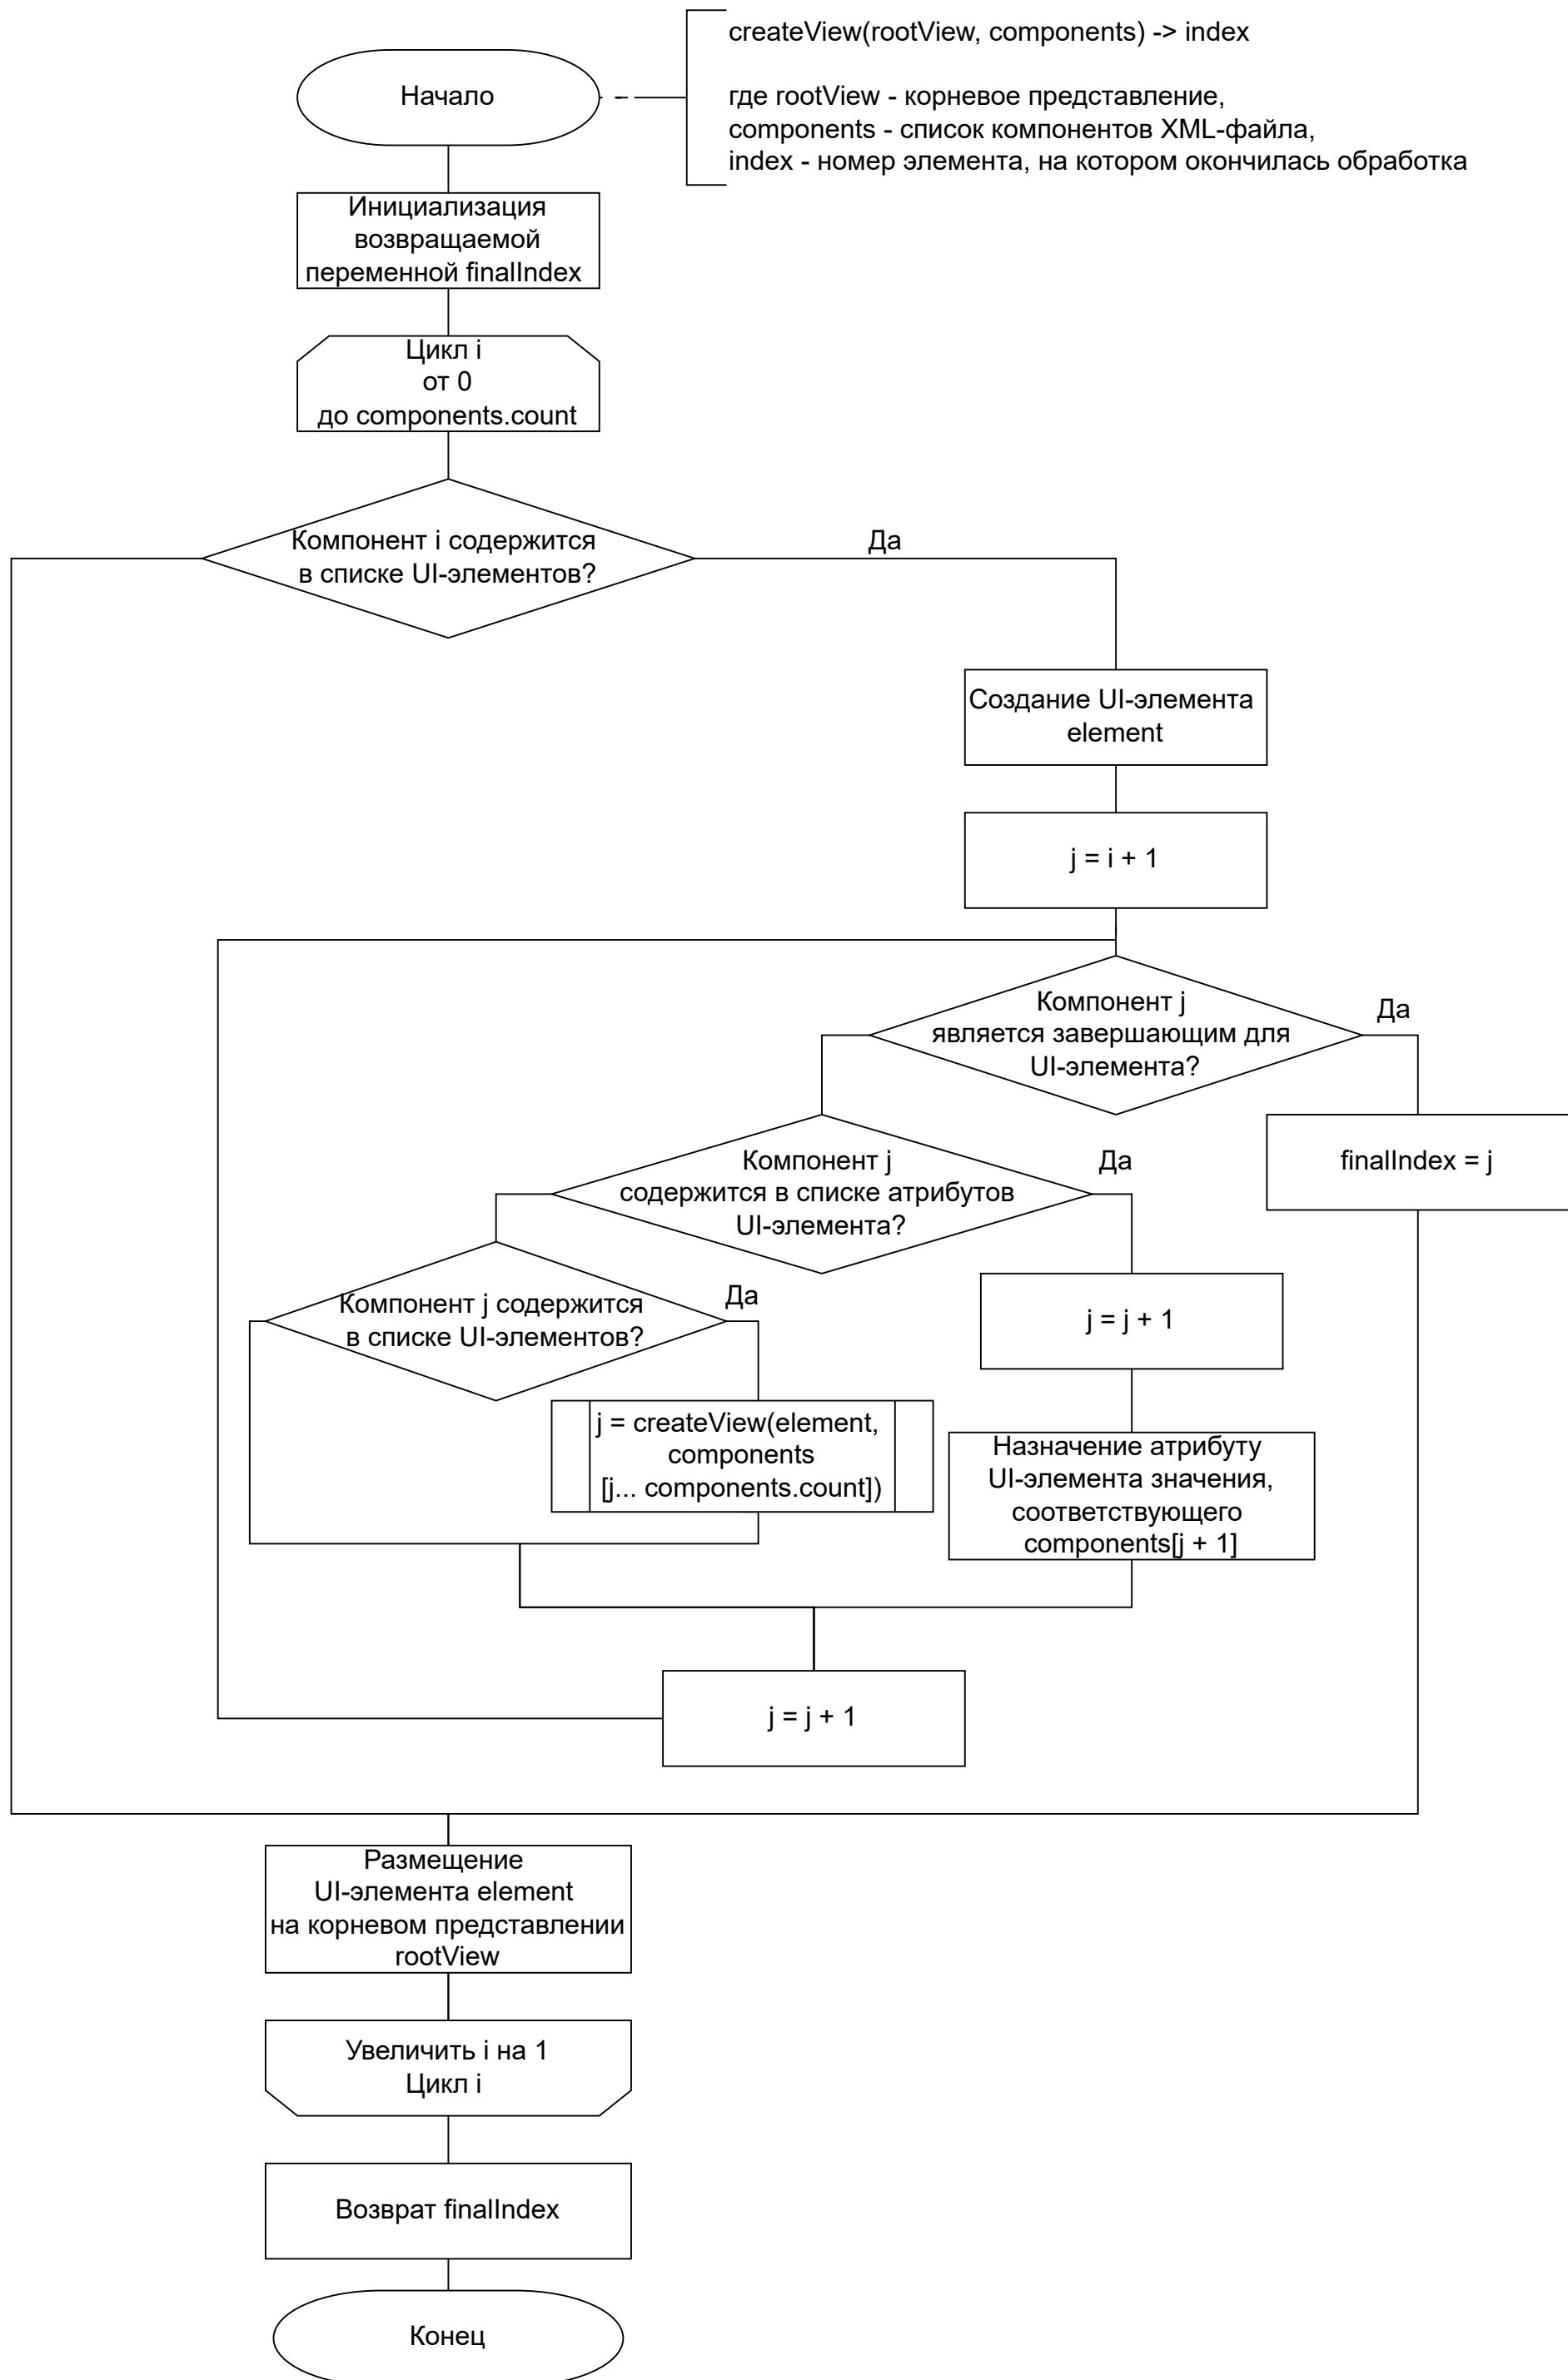 createView(rootView, components) -> index
Начало
где rootView - корневое представление,
components - список компонентов XML-файла,
index - номер элемента, на котором окончилась обработка
Инициализация
возвращаемой
переменной finalIndex
Цикл i
от 0
до components.count
Компонент i содержится
в списке UI-элементов?
Да
Создание UI-элемента
element
j = i + 1
Компонент j
является завершающим для
UI-элемента?
Да
Компонент j
содержится в списке атрибутов
UI-элемента?
Да
finalIndex = j
Компонент j содержится
в списке UI-элементов?
Да
j = j + 1
j = createView(element,
components
[j... components.count])
Назначение атрибуту
UI-элемента значения,
соответствующего
components[j + 1]
j = j + 1
Размещение
UI-элемента element
на корневом представлении
rootView
Увеличить i на 1
Цикл i
Возврат finalIndex
Конец